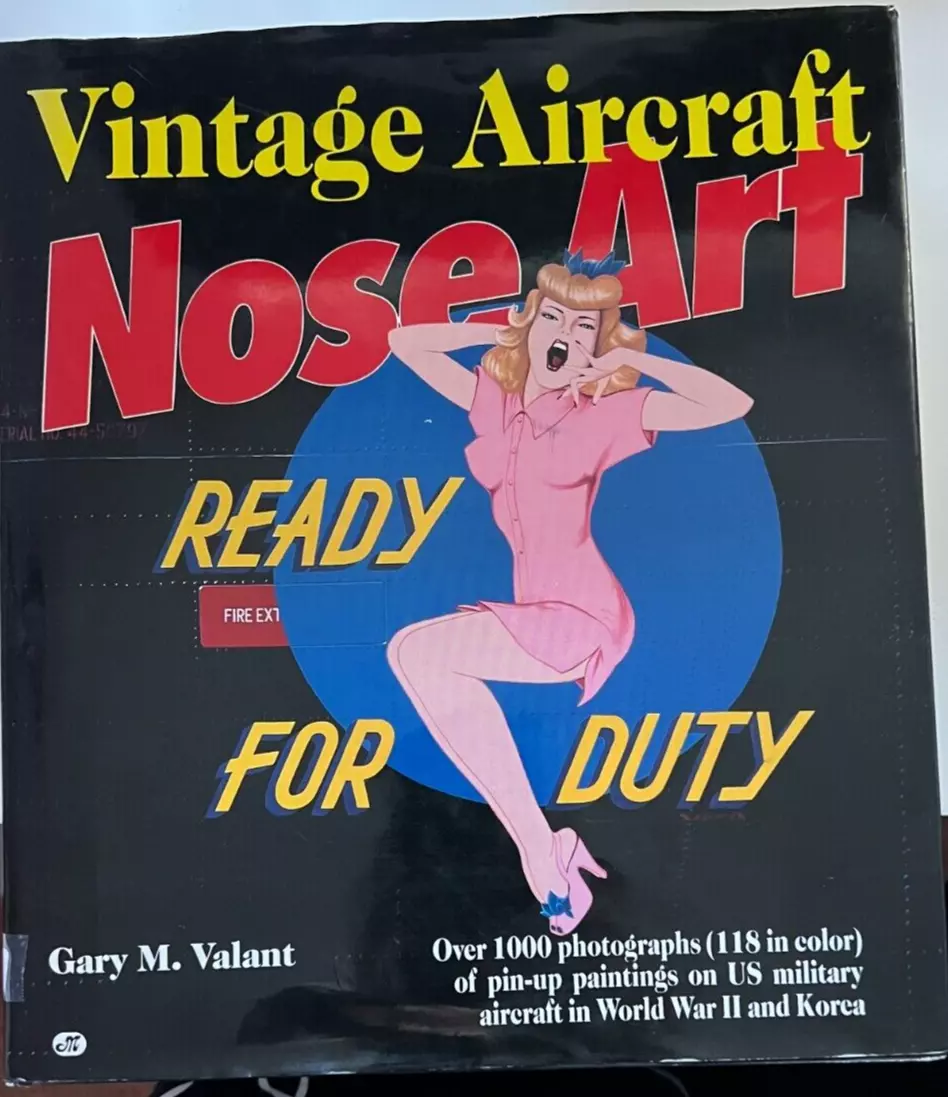 Vintage Aircraft
Nose Art
READY
FIRE EXT
FOR DUTY
Gary M. Valant
Over 1000 photographs (118 in color)
of pin-up paintings on US military
aircraft in World War II and Korea